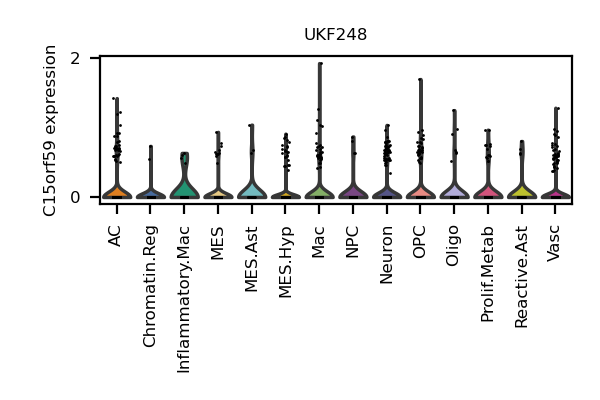 UKF248
C15orf59 expression
2
0
AC
Chromatin.Reg
Inflammatory.Mac
MES
MES.Ast
MES.Hyp
Mac
NPC
Neuron
OPC
Oligo
Prolif.Metab
Reactive.Ast
Vasc